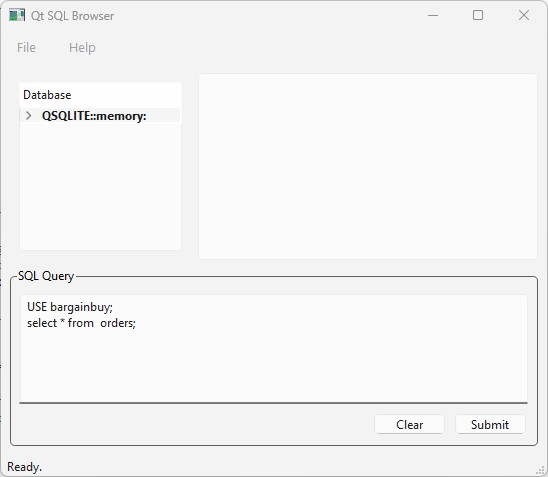 Qt SQL Browser
File Help
Database
QSQLITE::memory:
SQL Query
USE bargainbuy;
select * from  orders;
Clear Submit
Ready.